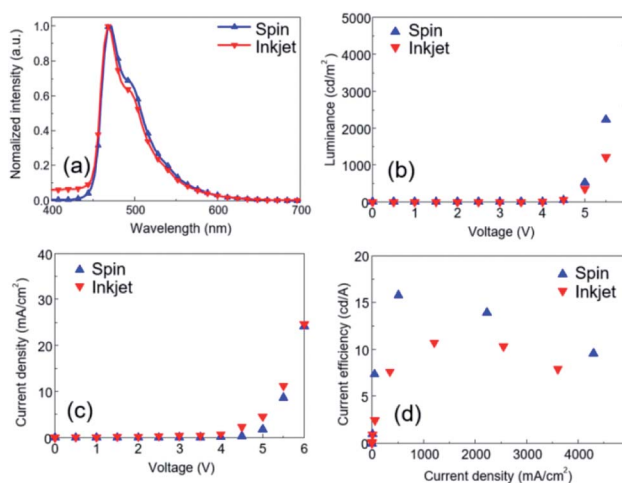 1.0
0.8
0.6
0.4
0.2
0.0
Nomalized intensity (a.u.)
Spin
Inkjet
(a)
400
500
600
700
Wavelength (nm)
5000
4000
3000
2000
1000
0
Luminance (cd/m2)
Spin
Inkjet
(b)
0 1 2 3 4 5
Voltage (V)
40
30
20
10
0
Current density (mA/cm2)
Spin
Inkjet
(c)
0 1 2 3 4 5 6
Voltage (V)
20
15
10
5
0
Current efficiency (cd/A)
Spin
Inkjet
(d)
0 1000 2000 3000 4000
Current density (mA/cm2)